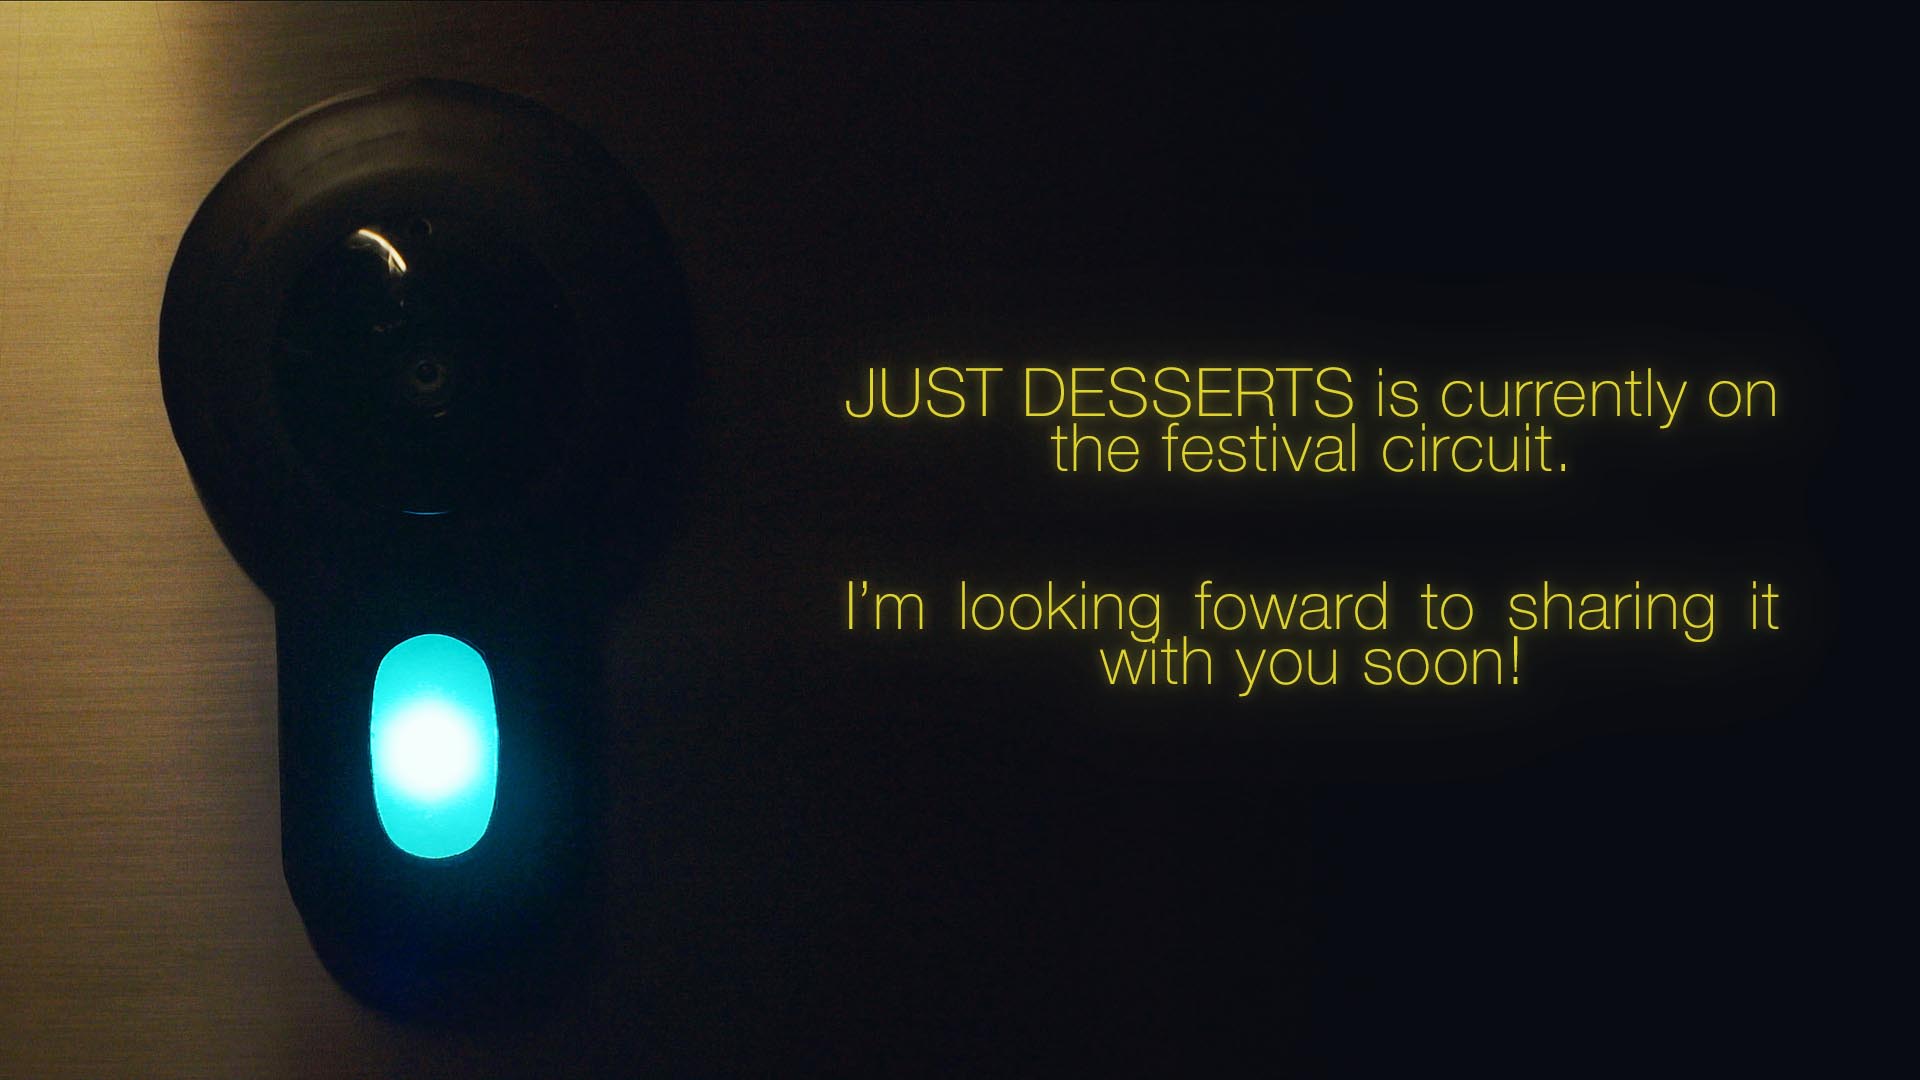 JUST DESSERTS is currently on
the festival circuit.
I'm looking foward to sharing it
with you soon!